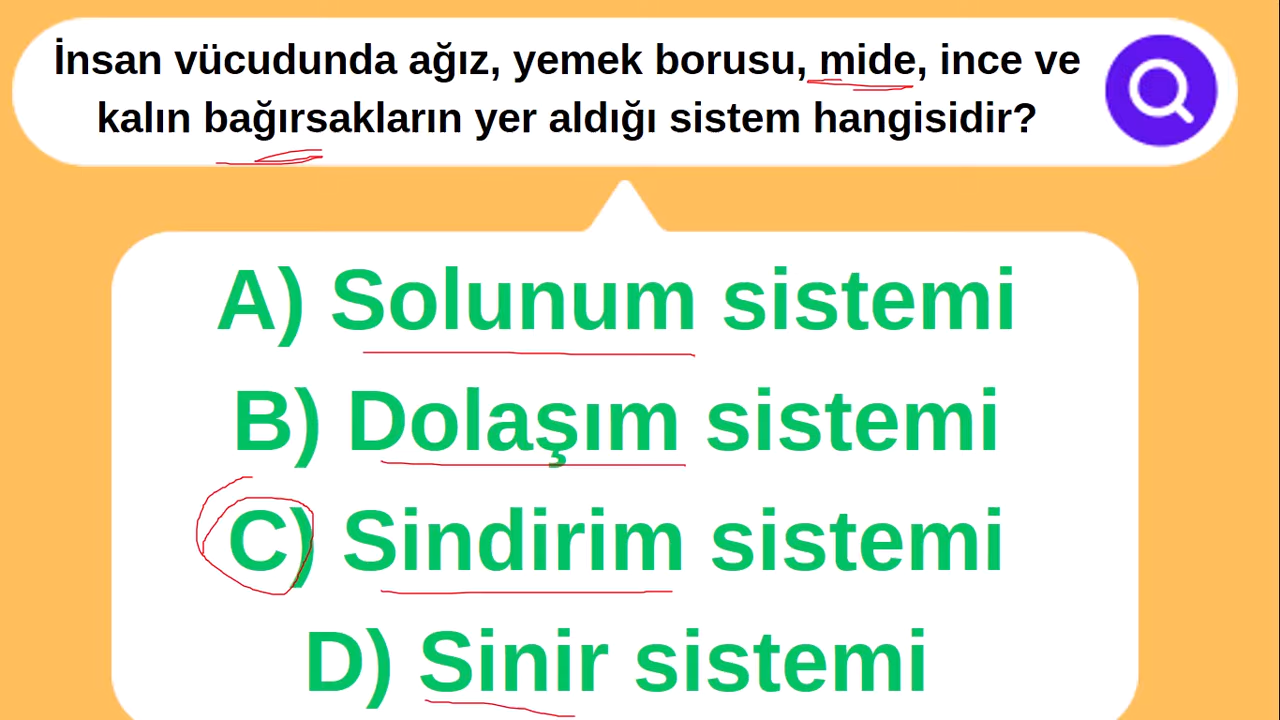 İnsan vücudunda ağız, yemek borusu, mide, ince ve
kalın bağırsakların yer aldığı sistem hangisidir?
A) Solunum sistemi
B) Dolaşım sistemi
C) Sindirim sistemi
D) Sinir sistemi